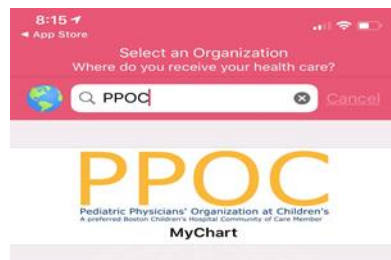 8:15
◀ App Store
Select an Organization
Where do you receive your health care?
PPOC
Cancel
PPOC
Pediatric Physicians' Organization at Children's
A preferred Boston Children's Hospital Community of Care Member
MyChart